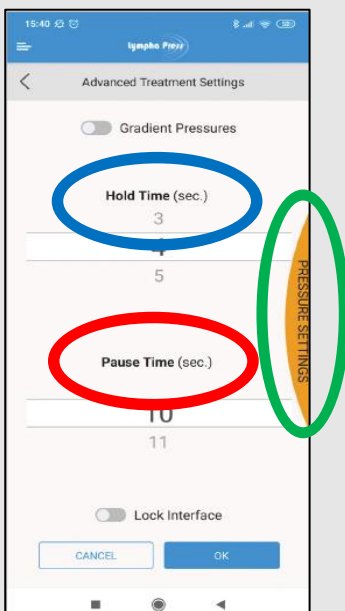 15:40
lympha Press
Advanced Treatment Settings
Gradient Pressures
Hold Time (sec.)
3
4
5
PRESSURE SETTINGS
Pause Time (sec.)
10
11
Lock Interface
CANCEL
OK